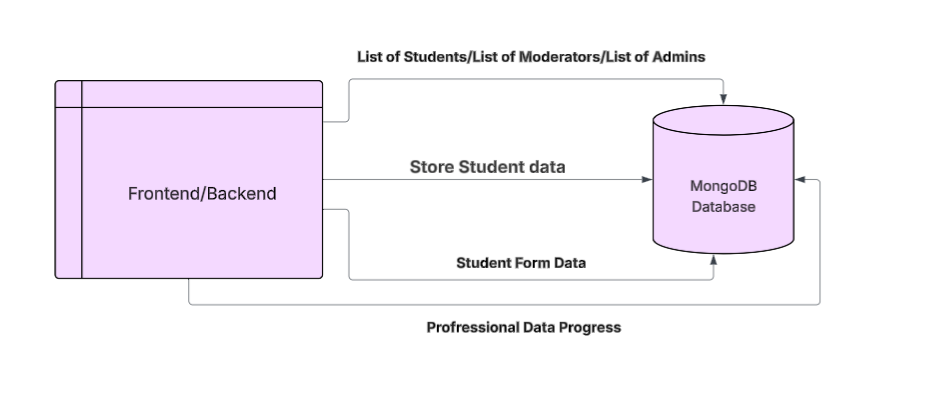 List of Students/List of Moderators/List of Admins
Store Student data
Frontend/Backend
MongoDB
Database
Student Form Data
Profressional Data Progress